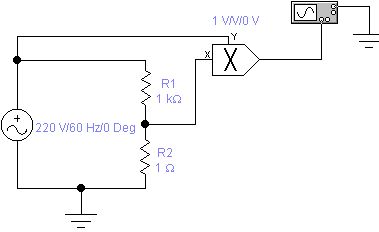 1 V/V/0 V
Y
X
X
R1
1 kΩ
220 V/60 Hz/0 Deg
R2
1 Ω